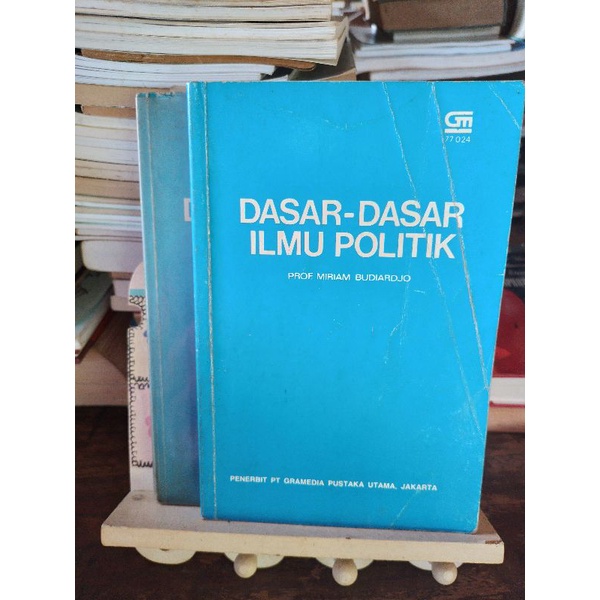 Gm
77 024
DASAR-DASAR
ILMU POLITIK
PROF MIRIAM BUDIARDJO
PENERBIT PT GRAMEDIA PUSTAKA UTAMA, JAKARTA
D